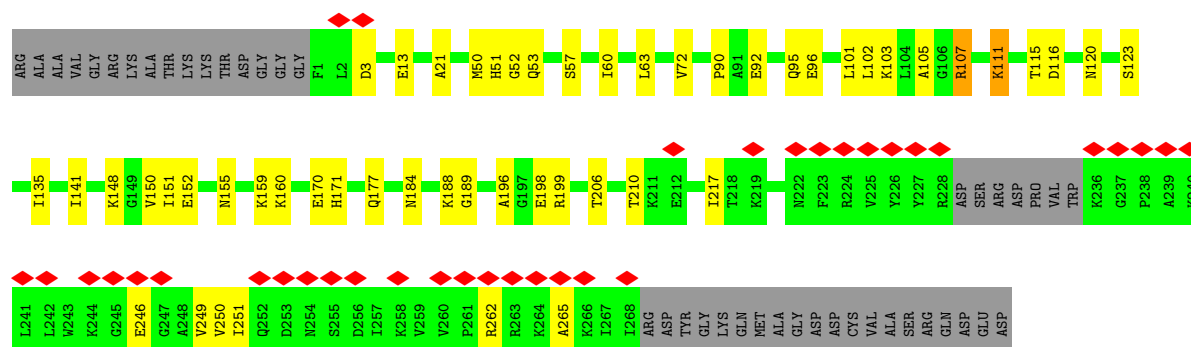 ARG ALA ALA VAL GLY ARG LYS ALA THR LYS LYS THR ASP GLY GLY GLY F1 L2 D3 E13 A21 M50 H51 G52 Q53 S57 I60 L63 V72 P90 A91 E92 Q95 E96 L101 L102 K103 L104 A105 G106 R107 K111 T115 D116 N120 S123
I135 I141 K148 G149 V150 I151 E152 N155 K159 K160 E170 H171 Q177 N184 K188 G189 A196 G197 E198 R199 T206 T210 K211 E212 I217 T218 K219 N222 F223 R224 V225 Y226 Y227 R228 ASP SER ARG ASP PRO VAL TRP K236 G237 P238 A239
L241 L242 W243 K244 G245 E246 G247 A248 V249 V250 I251 Q252 D253 N254 S255 D256 I257 K258 V259 V260 P261 R262 R263 K264 A265 K266 I267 I268 ARG ASP TYR GLY LYS GLN MET ALA GLY ASP ASP CYS VAL ALA SER ARG GLN ASP GLU ASP